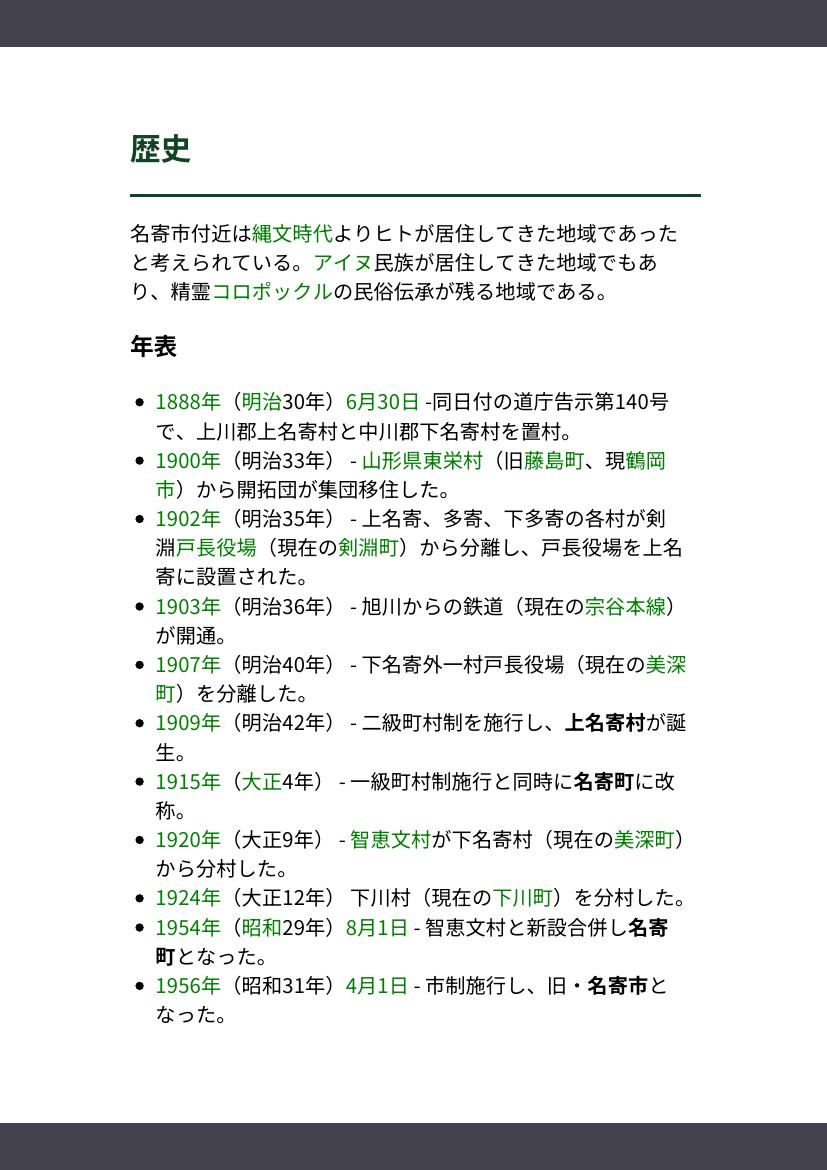 歴史
名寄市付近は縄文時代よりヒトが居住してきた地域であった
と考えられている。アイヌ民族が居住してきた地域でもあ
り、精霊コロポックルの民俗伝承が残る地域である。
年表
• 1888年（明治30年）6月30日 -同日付の道庁告示第140号
で、上川郡上名寄村と中川郡下名寄村を置村。
• 1900年（明治33年） - 山形県東栄村（旧藤島町、現鶴岡
市）から開拓団が集団移住した。
• 1902年（明治35年） - 上名寄、多寄、下多寄の各村が剣
淵戸長役場（現在の剣淵町）から分離し、戸長役場を上名
寄に設置された。
• 1903年（明治36年） - 旭川からの鉄道（現在の宗谷本線）
が開通。
• 1907年（明治40年） - 下名寄外一村戸長役場（現在の美深
町）を分離した。
• 1909年（明治42年） - 二級町村制を施行し、上名寄村が誕
生。
• 1915年（大正4年） - 一級町村制施行と同時に名寄町に改
称。
• 1920年（大正9年） - 智恵文村が下名寄村（現在の美深町）
から分村した。
• 1924年（大正12年） 下川村（現在の下川町）を分村した。
• 1954年（昭和29年）8月1日 - 智恵文村と新設合併し名寄
町となった。
• 1956年（昭和31年）4月1日 - 市制施行し、旧・名寄市と
なった。